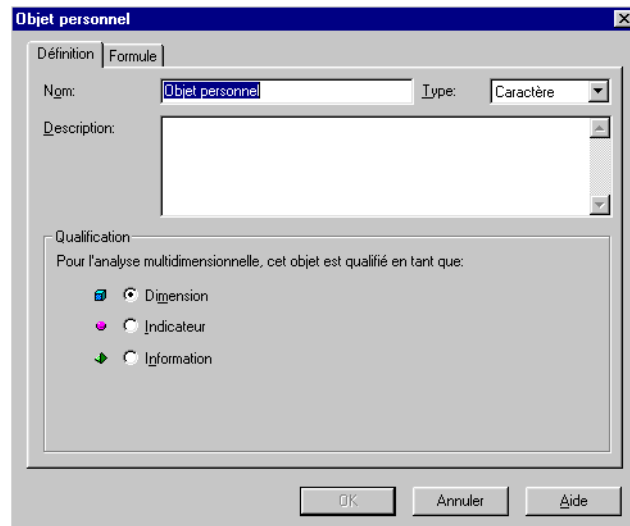 Objet personnel
Définition Formule
Nom: Objet personnel Type: Caractère
Description:
Qualification
Pour l'analyse multidimensionnelle, cet objet est qualifié en tant que:
Dimension
Indicateur
Information
OK Annuler Aide